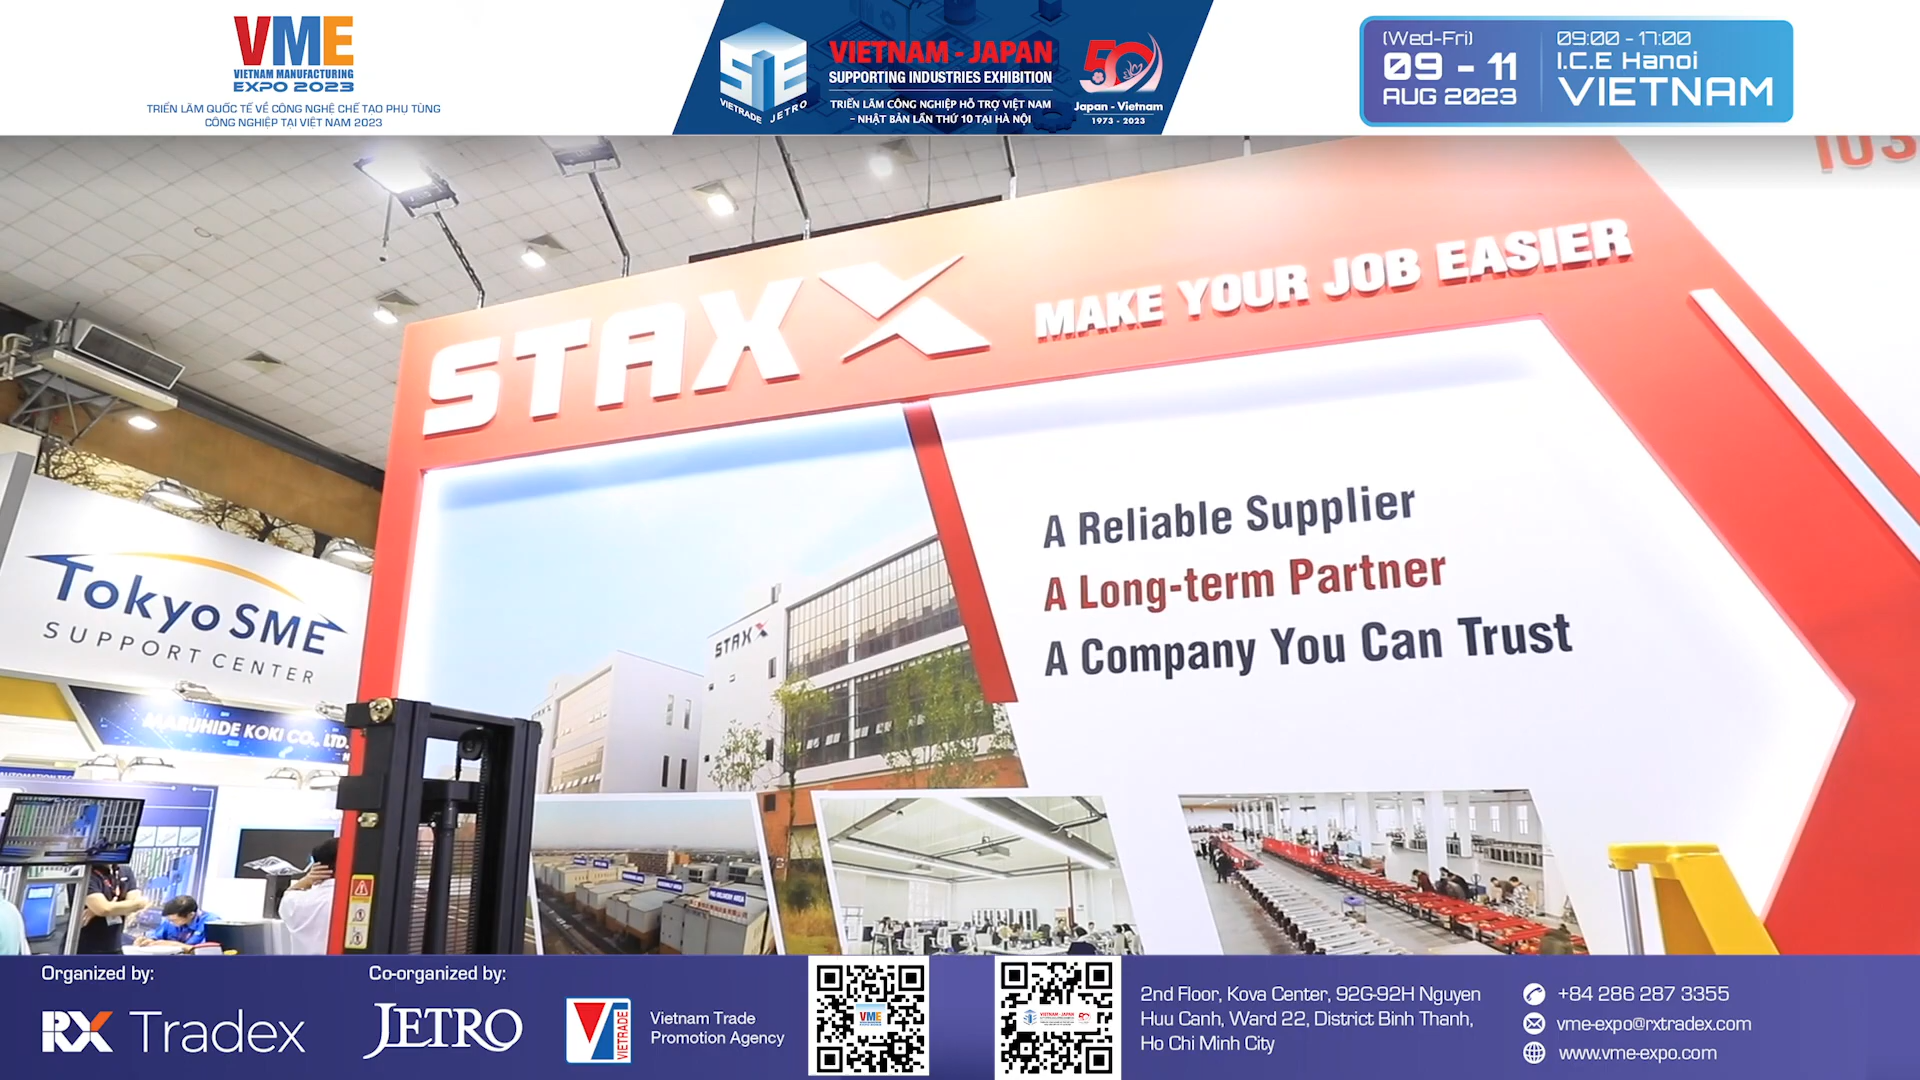 VME
VIETNAM MANUFACTURING
EXPO 2023
TRIỂN LÃM QUỐC TẾ VỀ CÔNG NGHỆ CHẾ TẠO PHỤ TÙNG
CÔNG NGHIỆP TẠI VIỆT NAM 2023
SIE
VIETRADE JETRO
VIETNAM - JAPAN
SUPPORTING INDUSTRIES EXHIBITION
TRIỂN LÃM CÔNG NGHIỆP HỖ TRỢ VIỆT NAM
– NHẬT BẢN LẦN THỨ 10 TẠI HÀ NỘI
50
Japan - Vietnam
1973 - 2023
(Wed-Fri)
09 - 11
AUG 2023
09:00 - 17:00
I.C.E Hanoi
VIETNAM
STAXX
MAKE YOUR JOB EASIER
A Reliable Supplier
A Long-term Partner
A Company You Can Trust
STAXX
Tokyo SME
SUPPORT CENTER
MARUHIDE KOKI CO., LTD.
ASSEMBLY AREA
PRE-DELIVERY AREA
Organized by:
RX Tradex
Co-organized by:
JETRO
VIETRADE
Vietnam Trade
Promotion Agency
VME
2nd Floor, Kova Center, 92G-92H Nguyen
Huu Canh, Ward 22, District Binh Thanh,
Ho Chi Minh City
+84 286 287 3355
vme-expo@rxtradex.com
www.vme-expo.com